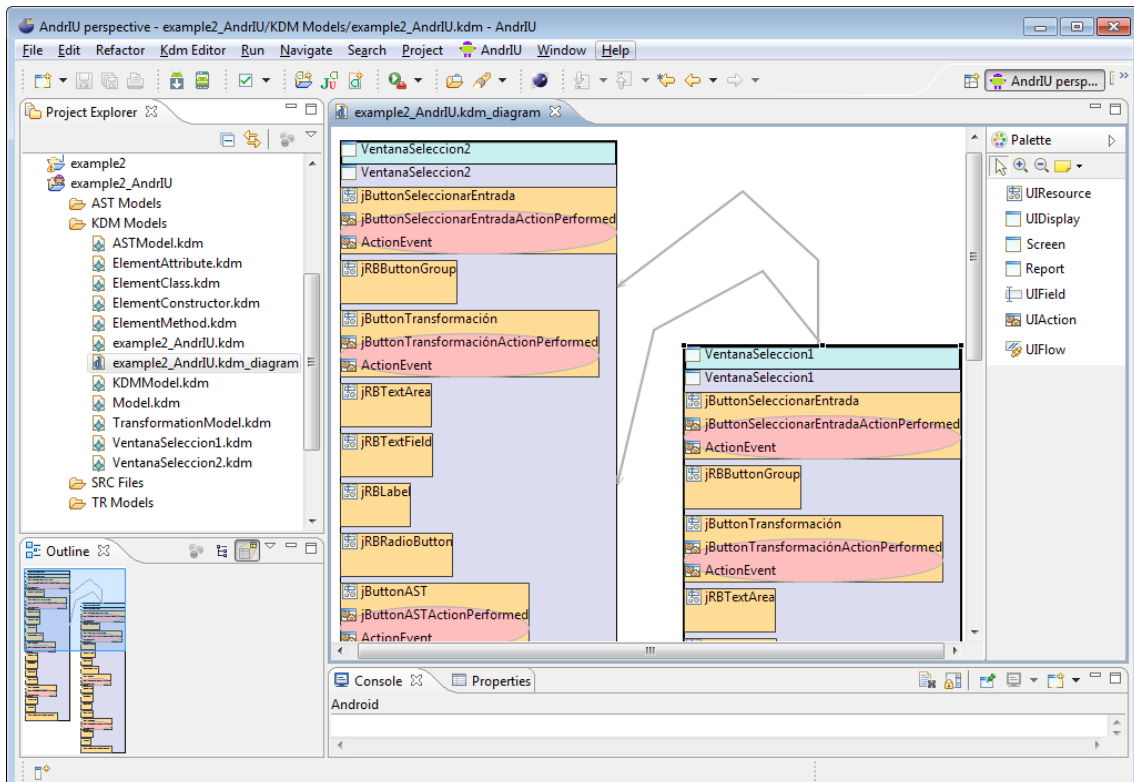 AndrIU perspective - example2_AndrIU/KDM Models/example2_AndrIU.kdm - AndrIU
File Edit Refactor Kdm Editor Run Navigate Search Project AndrIU Window Help
AndrIU persp...
Project Explorer
example2
example2_AndrIU
AST Models
KDM Models
ASTModel.kdm
ElementAttribute.kdm
ElementClass.kdm
ElementConstructor.kdm
ElementMethod.kdm
example2_AndrIU.kdm
example2_AndrIU.kdm_diagram
KDMModel.kdm
Model.kdm
TransformationModel.kdm
VentanaSeleccion1.kdm
VentanaSeleccion2.kdm
SRC Files
TR Models
Outline
example2_AndrIU.kdm_diagram
VentanaSeleccion2
VentanaSeleccion2
jButtonSeleccionarEntrada
jButtonSeleccionarEntradaActionPerformed
ActionEvent
jRBButtonGroup
jButtonTransformación
jButtonTransformaciónActionPerformed
ActionEvent
jRBTextArea
jRBTextField
jRBLabel
jRBRadioButton
jButtonAST
jButtonASTActionPerformed
ActionEvent
VentanaSeleccion1
VentanaSeleccion1
jButtonSeleccionarEntrada
jButtonSeleccionarEntradaActionPerformed
ActionEvent
jRBButtonGroup
jButtonTransformación
jButtonTransformaciónActionPerformed
ActionEvent
jRBTextArea
Palette
UIResource
UIDisplay
Screen
Report
UIField
UIAction
UIFlow
Console
Properties
Android